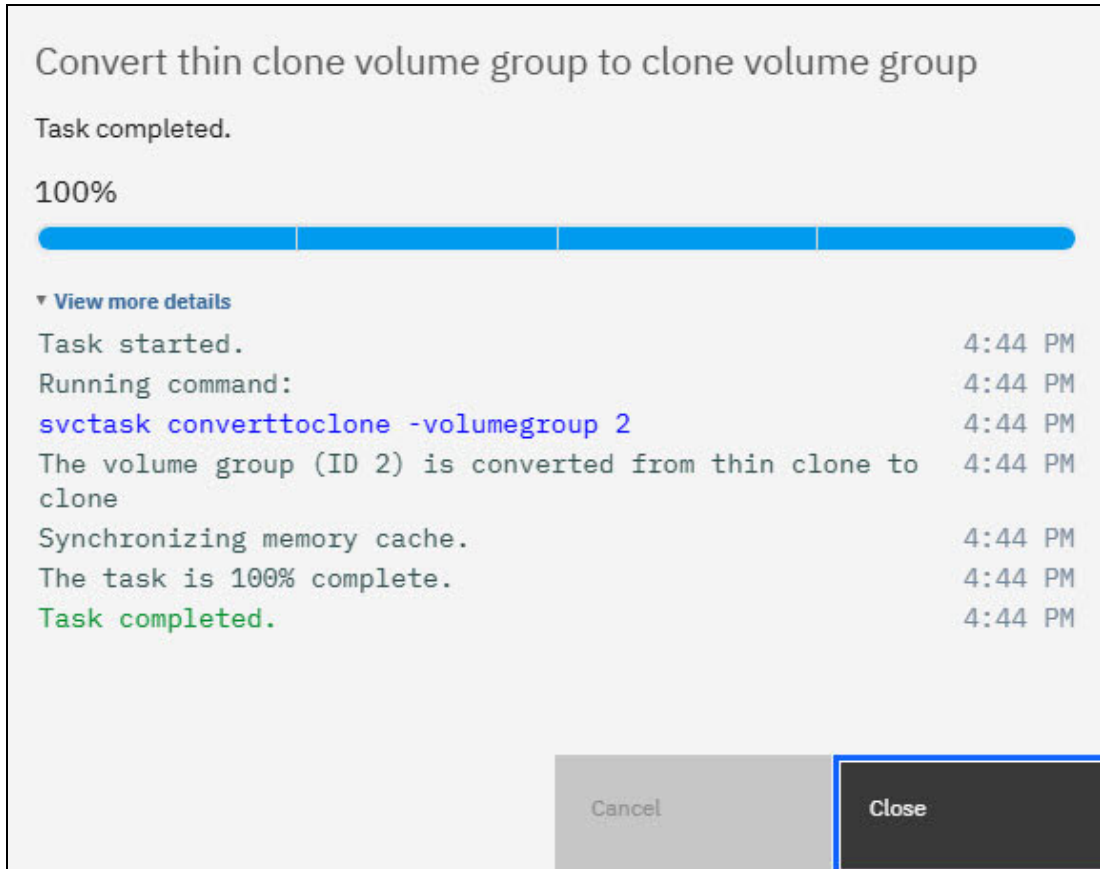 Convert thin clone volume group to clone volume group
Task completed.
100%
View more details
Task started. 4:44 PM
Running command: 4:44 PM
svctask converttoclone -volumegroup 2 4:44 PM
The volume group (ID 2) is converted from thin clone to 4:44 PM
clone
Synchronizing memory cache. 4:44 PM
The task is 100% complete. 4:44 PM
Task completed. 4:44 PM
Cancel Close